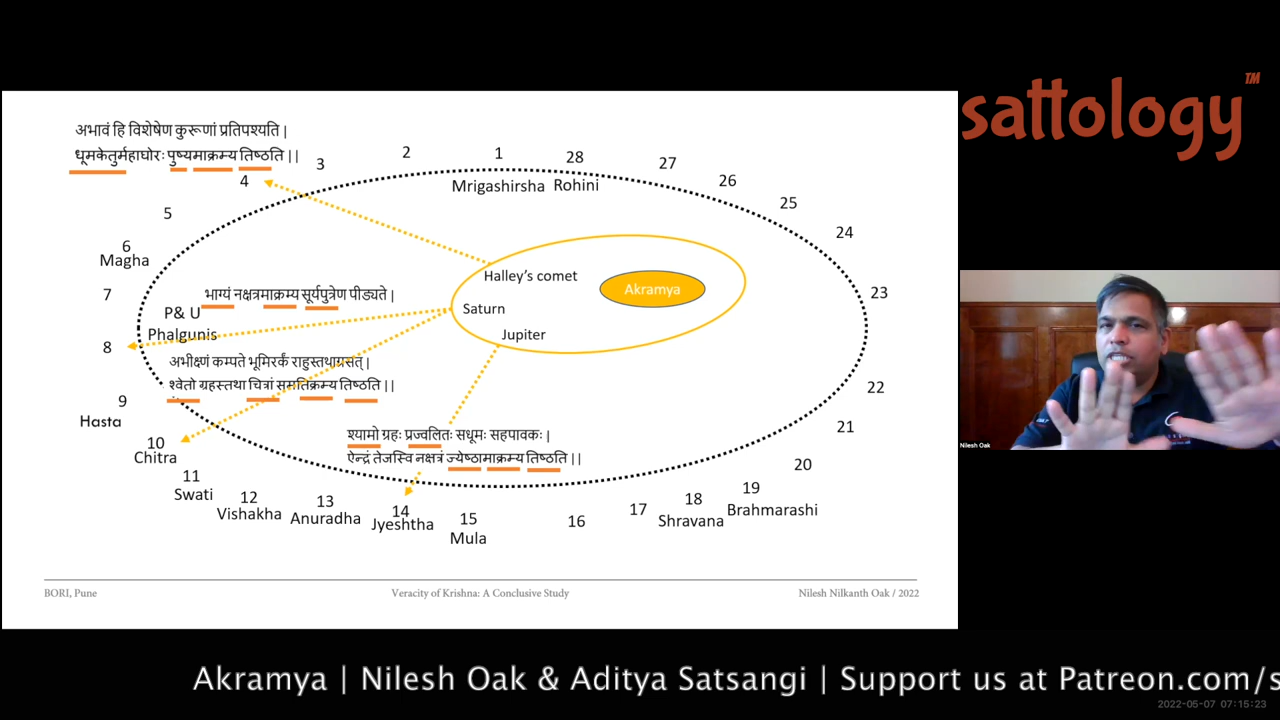 sattology™
अभावं हि विशेषेण कुरूणां प्रतिपश्यति |
धूमकेतुर्महाघोरः पुष्यमाक्रम्य तिष्ठति ||
1
2
3
4
5
6
Magha
7
8
9
Hasta
10
Chitra
11
Swati
12
Vishakha
13
Anuradha
14
Jyeshtha
15
Mula
16
17
18
Shravana
19
Brahmarashi
20
21
22
23
24
25
26
27
28
Mrigashirsha Rohini
Halley's comet
Akramya
Saturn
Jupiter
भाग्यं नक्षत्रमाक्रम्य सूर्यपुत्रेण पीड्यते |
P& U
Phalgunis
अभीक्ष्णं कम्पते भूमिरर्कं राहुस्तथाग्रसत् |
श्वेतो ग्रहस्तथा चित्रां समतिक्रम्य तिष्ठति ||
श्यामो ग्रहः प्रज्वलितः सधूमः सहपावकः |
ऐन्द्रं तेजस्वि नक्षत्रं ज्येष्ठामाक्रम्य तिष्ठति ||
BORI, Pune
Veracity of Krishna: A Conclusive Study
Nilesh Nilkanth Oak / 2022
Nilesh Oak
Akramya | Nilesh Oak & Aditya Satsangi | Support us at Patreon.com/s
2022-05-07 07:15:23